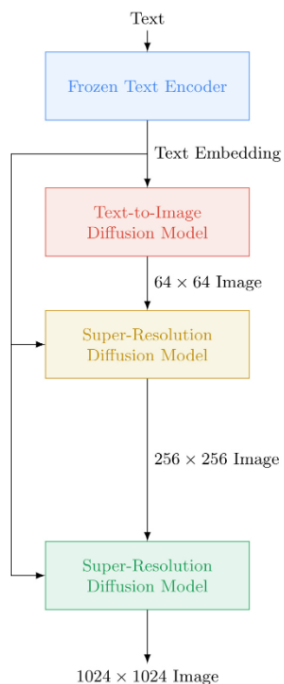 Text
Frozen Text Encoder
Text Embedding
Text-to-Image
Diffusion Model
64 × 64 Image
Super-Resolution
Diffusion Model
256 × 256 Image
Super-Resolution
Diffusion Model
1024 × 1024 Image